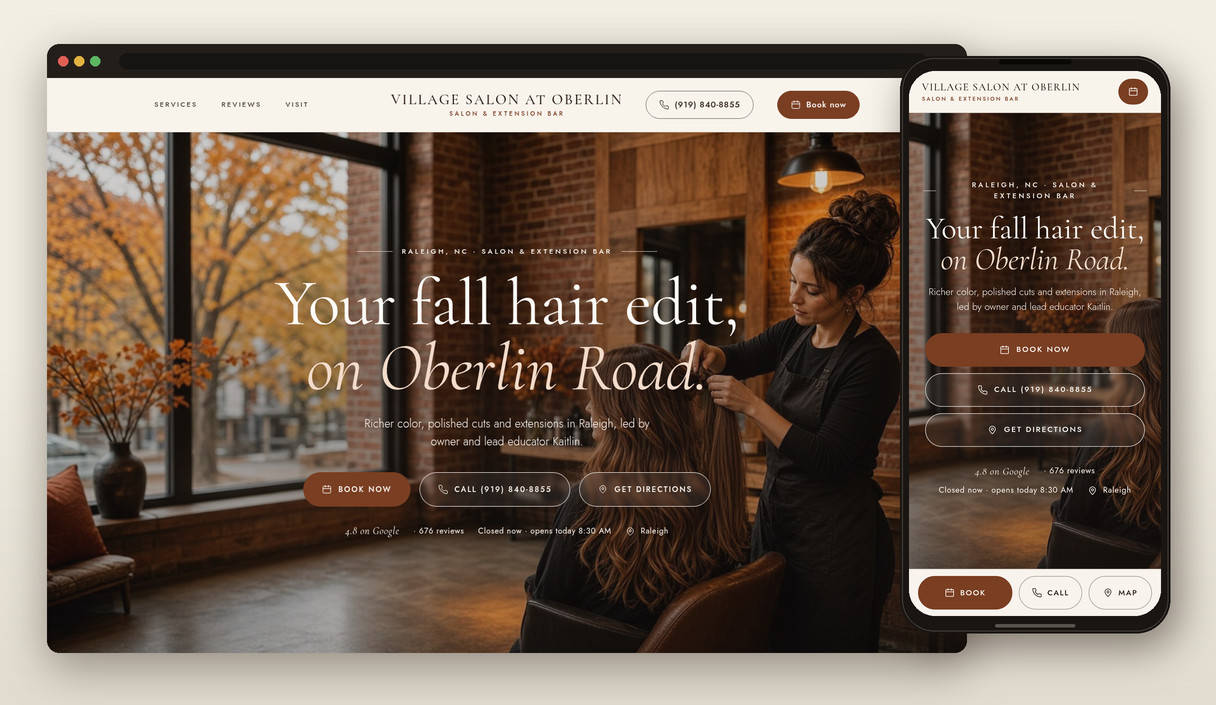 SERVICES REVIEWS VISIT
VILLAGE SALON AT OBERLIN
SALON & EXTENSION BAR
(919) 840-8855
Book now
RALEIGH, NC · SALON & EXTENSION BAR
Your fall hair edit,
on Oberlin Road.
Richer color, polished cuts and extensions in Raleigh, led by
owner and lead educator Kaitlin.
BOOK NOW
CALL (919) 840-8855
GET DIRECTIONS
4.8 on Google · 676 reviews Closed now · opens today 8:30 AM Raleigh
VILLAGE SALON AT OBERLIN
SALON & EXTENSION BAR
RALEIGH, NC · SALON &
EXTENSION BAR
Your fall hair edit,
on Oberlin Road.
Richer color, polished cuts and extensions in Raleigh,
led by owner and lead educator Kaitlin.
BOOK NOW
CALL (919) 840-8855
GET DIRECTIONS
4.8 on Google · 676 reviews
Closed now · opens today 8:30 AM Raleigh
BOOK CALL MAP